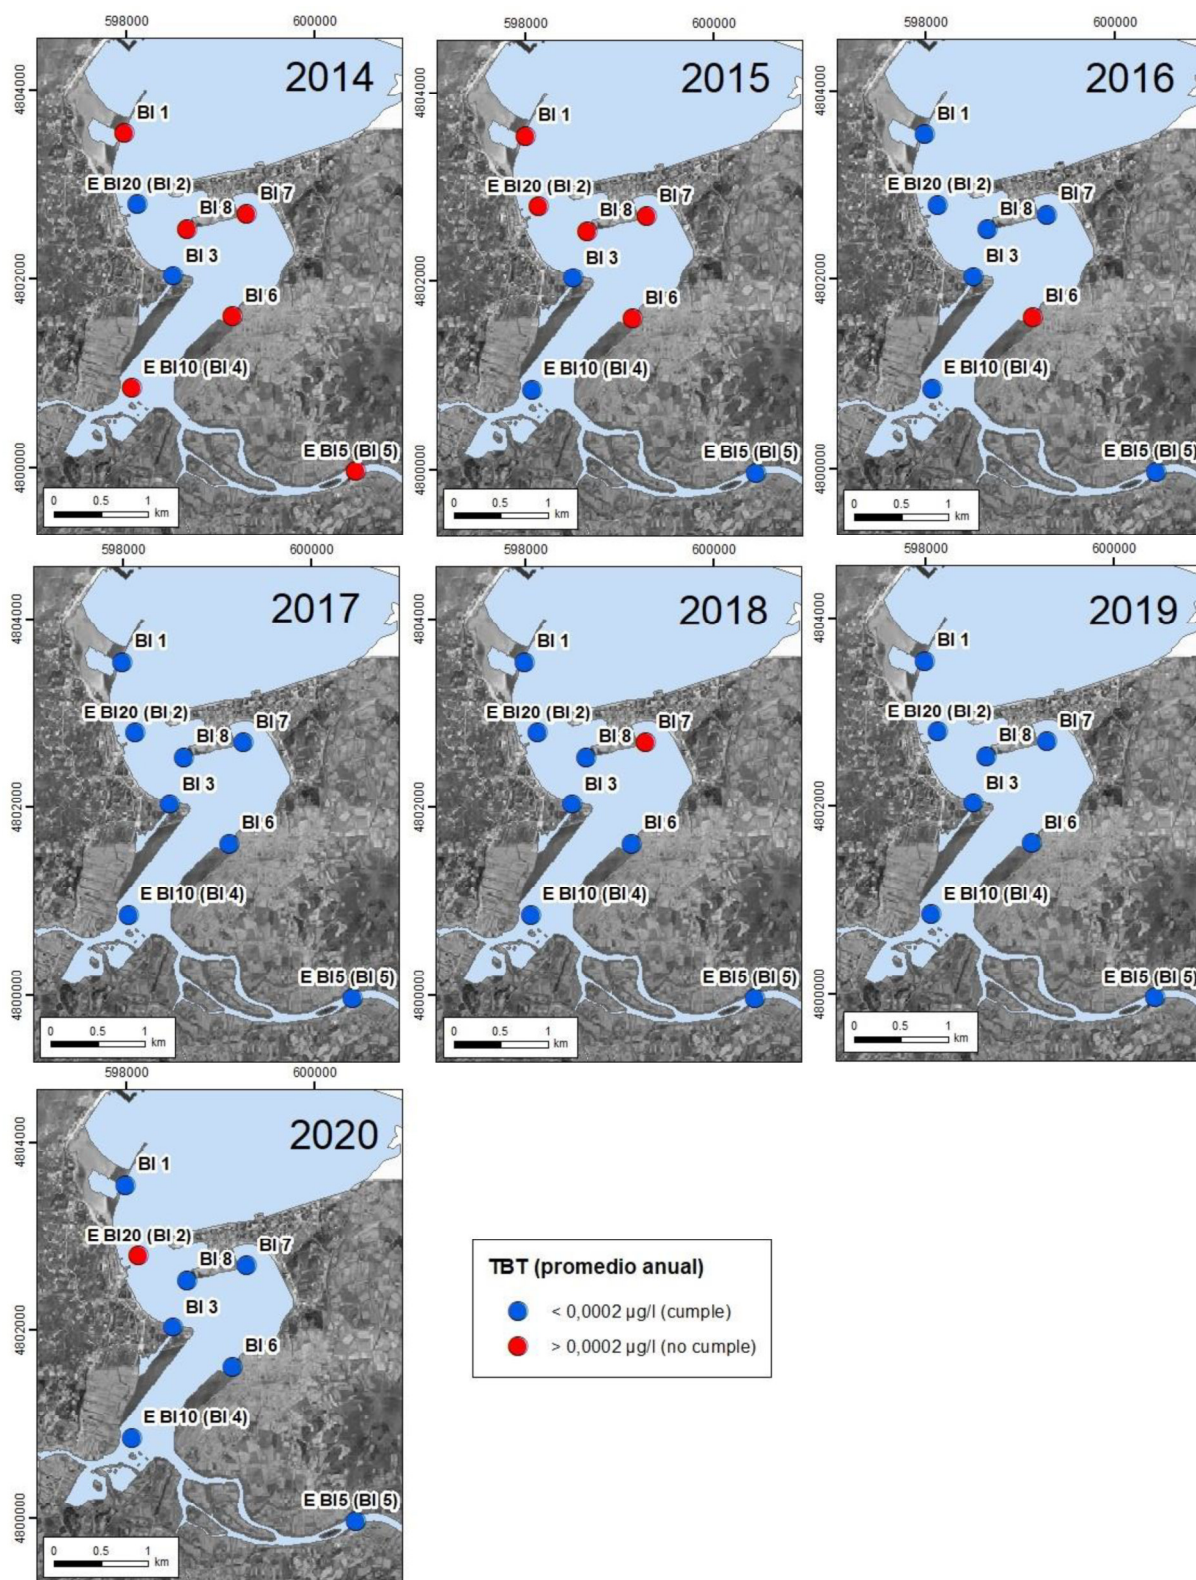 598000 600000
598000 600000
598000 600000
4804000
4802000
4800000
2014
BI 1
E BI20 (BI 2)
BI 7
BI 8
BI 3
BI 6
E BI10 (BI 4)
E BI5 (BI 5)
0 0.5 1
km
4804000
4802000
4800000
2015
BI 1
E BI20 (BI 2)
BI 7
BI 8
BI 3
BI 6
E BI10 (BI 4)
E BI5 (BI 5)
0 0.5 1
km
4804000
4802000
4800000
2016
BI 1
E BI20 (BI 2)
BI 7
BI 8
BI 3
BI 6
E BI10 (BI 4)
E BI5 (BI 5)
0 0.5 1
km
598000 600000
598000 600000
598000 600000
4804000
4802000
4800000
2017
BI 1
E BI20 (BI 2)
BI 7
BI 8
BI 3
BI 6
E BI10 (BI 4)
E BI5 (BI 5)
0 0.5 1
km
4804000
4802000
4800000
2018
BI 1
E BI20 (BI 2)
BI 7
BI 8
BI 3
BI 6
E BI10 (BI 4)
E BI5 (BI 5)
0 0.5 1
km
4804000
4802000
4800000
2019
BI 1
E BI20 (BI 2)
BI 7
BI 8
BI 3
BI 6
E BI10 (BI 4)
E BI5 (BI 5)
0 0.5 1
km
598000 600000
4804000
4802000
4800000
2020
BI 1
E BI20 (BI 2)
BI 7
BI 8
BI 3
BI 6
E BI10 (BI 4)
E BI5 (BI 5)
0 0.5 1
km
TBT (promedio anual)
< 0,0002 µg/l (cumple)
> 0,0002 µg/l (no cumple)